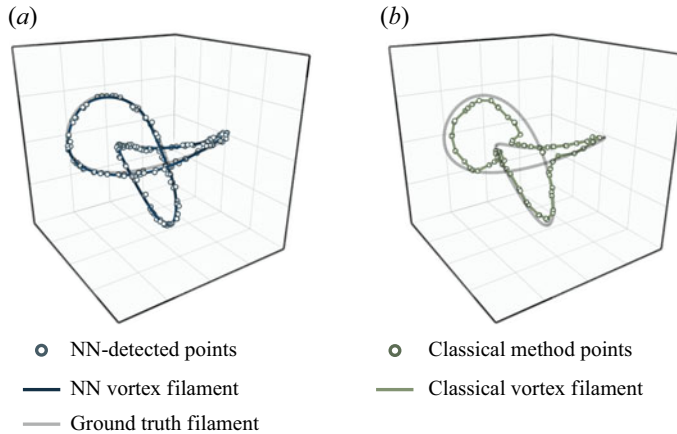 (a)
(b)
NN-detected points
NN vortex filament
Ground truth filament
Classical method points
Classical vortex filament